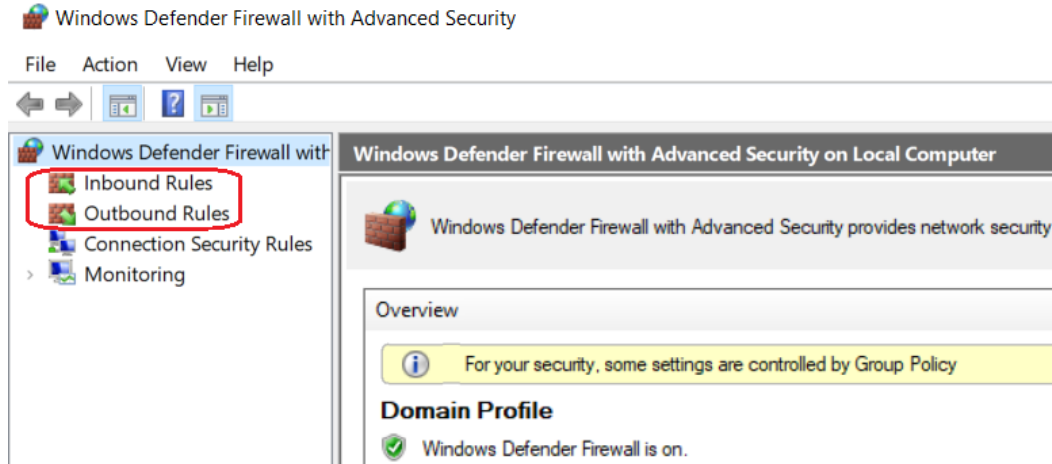 Windows Defender Firewall with Advanced Security
File Action View Help
Windows Defender Firewall with
Inbound Rules
Outbound Rules
Connection Security Rules
Monitoring
Windows Defender Firewall with Advanced Security on Local Computer
Windows Defender Firewall with Advanced Security provides network security
Overview
For your security, some settings are controlled by Group Policy
Domain Profile
Windows Defender Firewall is on.